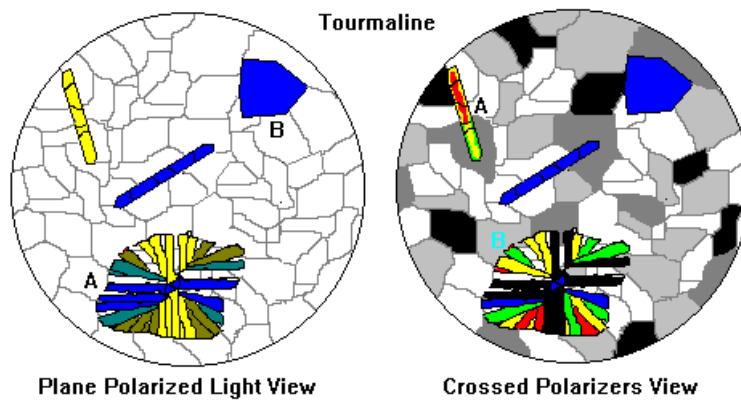 Tourmaline
B
A
A
B
Plane Polarized Light View
Crossed Polarizers View